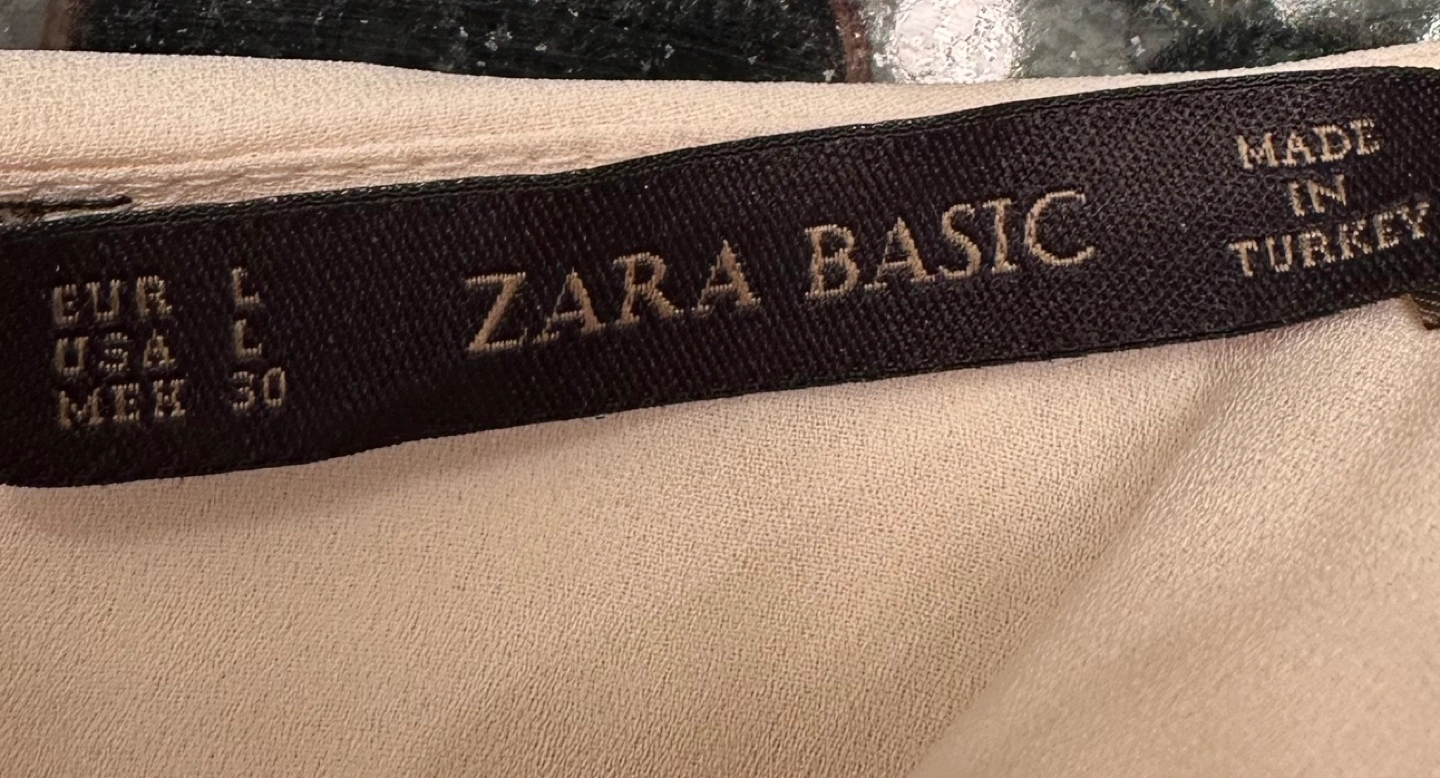 EUR L
USA L
MEX 30
ZARA BASIC
MADE
IN
TURKEY